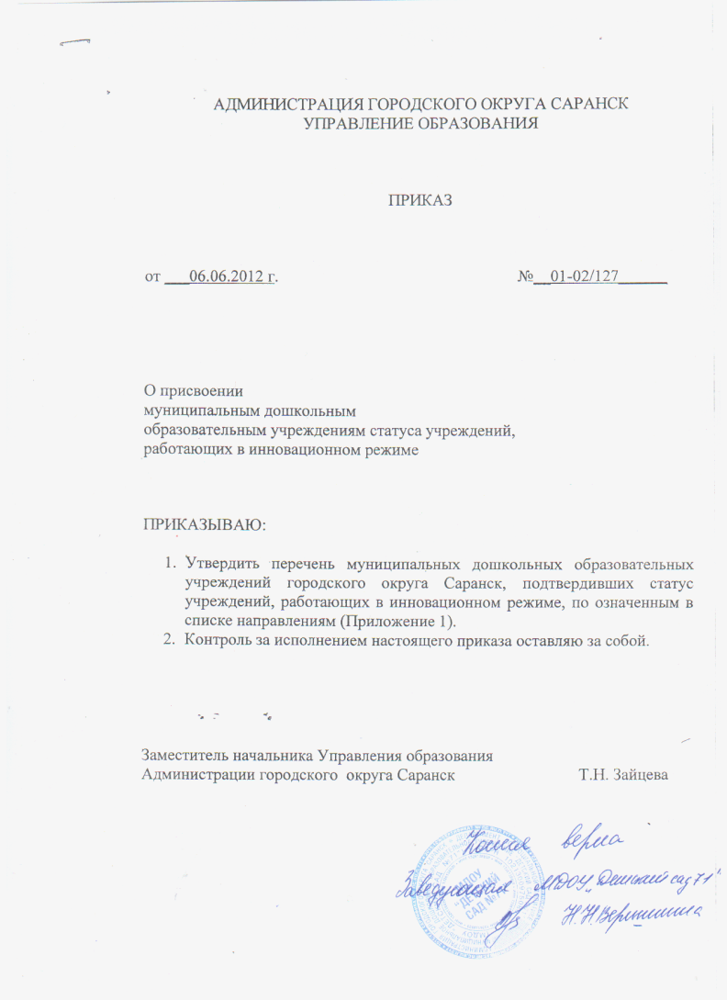 АДМИНИСТРАЦИЯ ГОРОДСКОГО ОКРУГА САРАНСК
УПРАВЛЕНИЕ ОБРАЗОВАНИЯ
ПРИКАЗ
от ___06.06.2012 г. №__01-02/127______
О присвоении
муниципальным дошкольным
образовательным учреждениям статуса учреждений,
работающих в инновационном режиме
ПРИКАЗЫВАЮ:
1. Утвердить перечень муниципальных дошкольных образовательных
учреждений городского округа Саранск, подтвердивших статус
учреждений, работающих в инновационном режиме, по означенным в
списке направлениям (Приложение 1).
2. Контроль за исполнением настоящего приказа оставляю за собой.
Заместитель начальника Управления образования
Администрации городского округа Саранск Т.Н. Зайцева
Копия верна
Заведующая МДОУ „Детский сад 71"
«ДЕТСКИЙ
САД